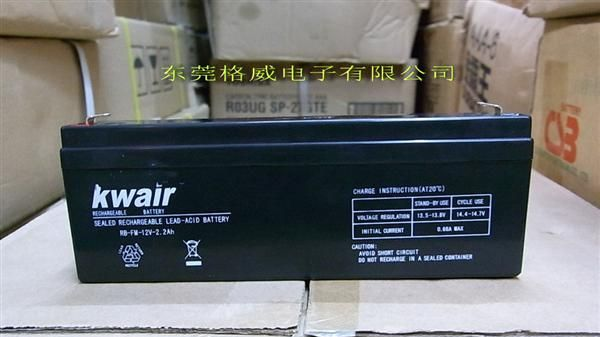 东莞格威电子有限公司
R03UG SP-27GTE
BATTERY
CSB
kwair
RECHARGEABLE BATTERY
SEALED RECHARGEABLE LEAD-ACID BATTERY
RB-FM-12V-2.2Ah
RECYCLE
CHARGE INSTRUCTION(AT20℃)
STAND-BY USE
CYCLE USE
VOLTAGE REGULATION
13.5-13.8V
14.4-14.7V
INITIAL CURRENT
0.66A MAX
CAUTION:
AVOID SHORT CIRCUIT
DO NOT RECHARGE IN A SEALED CONTAINER